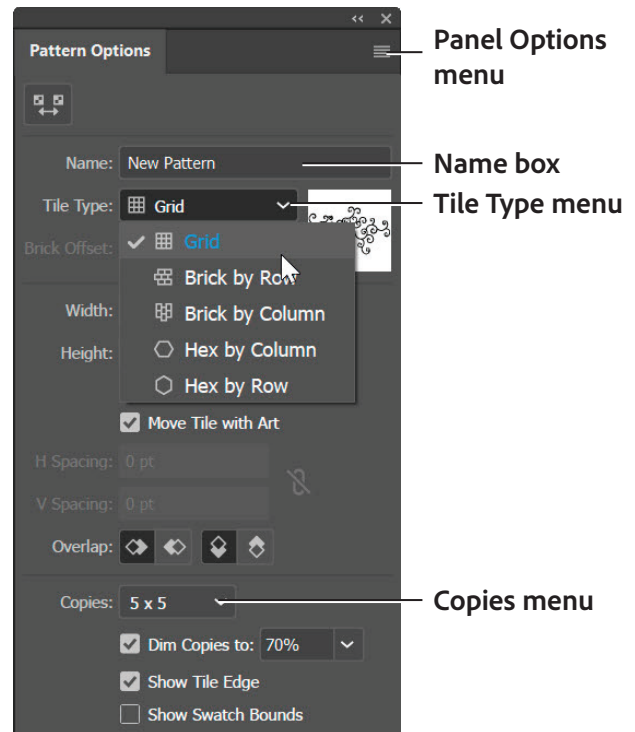 Pattern Options
Panel Options
menu
Name: New Pattern
Name box
Tile Type: Grid
Tile Type menu
Brick Offset:
Grid
Brick by Row
Brick by Column
Width:
Hex by Column
Height:
Hex by Row
Move Tile with Art
H Spacing: 0 pt
V Spacing: 0 pt
Overlap:
Copies: 5 x 5
Copies menu
Dim Copies to: 70%
Show Tile Edge
Show Swatch Bounds